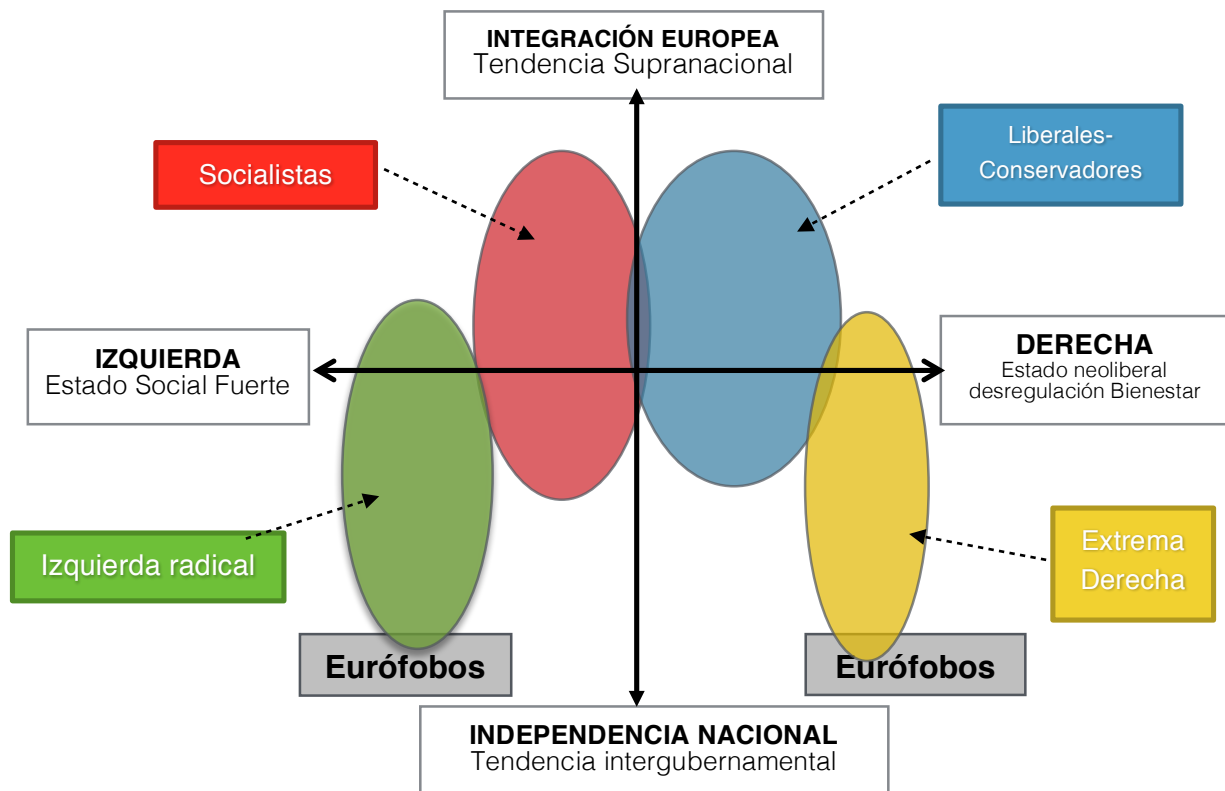 INTEGRACIÓN EUROPEA
Tendencia Supranacional
Socialistas
Liberales-
Conservadores
IZQUIERDA
Estado Social Fuerte
DERECHA
Estado neoliberal
desregulación Bienestar
Izquierda radical
Extrema
Derecha
Eurófobos
Eurófobos
INDEPENDENCIA NACIONAL
Tendencia intergubernamental